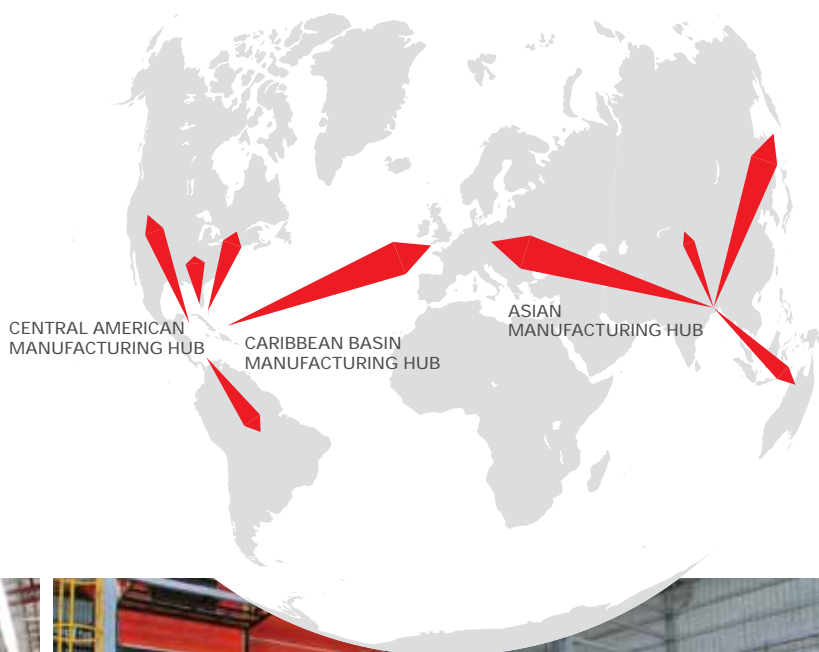 CENTRAL AMERICAN
MANUFACTURING HUB
CARIBBEAN BASIN
MANUFACTURING HUB
ASIAN
MANUFACTURING HUB